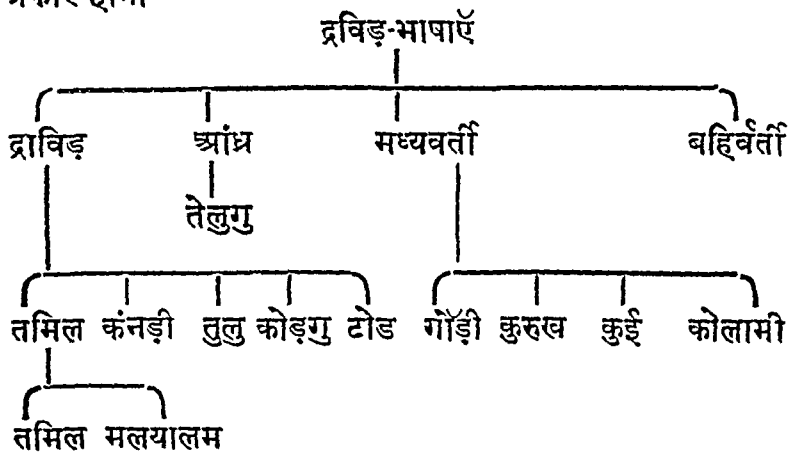 द्रविड़-भाषाएँ
द्राविड़ आंध्र मध्यवर्ती बहिर्वर्ती
तेलुगु
तमिल कंनड़ी तुलु कोड़गु टोड गोंड़ी कुरुख कुई कोलामी
तमिल मलयालम